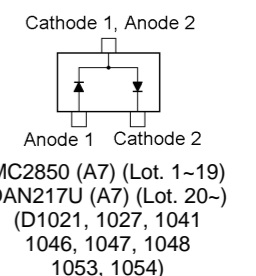 Cathode 1, Anode 2
Anode 1 Cathode 2
MC2850 (A7) (Lot. 1~19)
DAN217U (A7) (Lot. 20~)
(D1021, 1027, 1041
1046, 1047, 1048
1053, 1054)